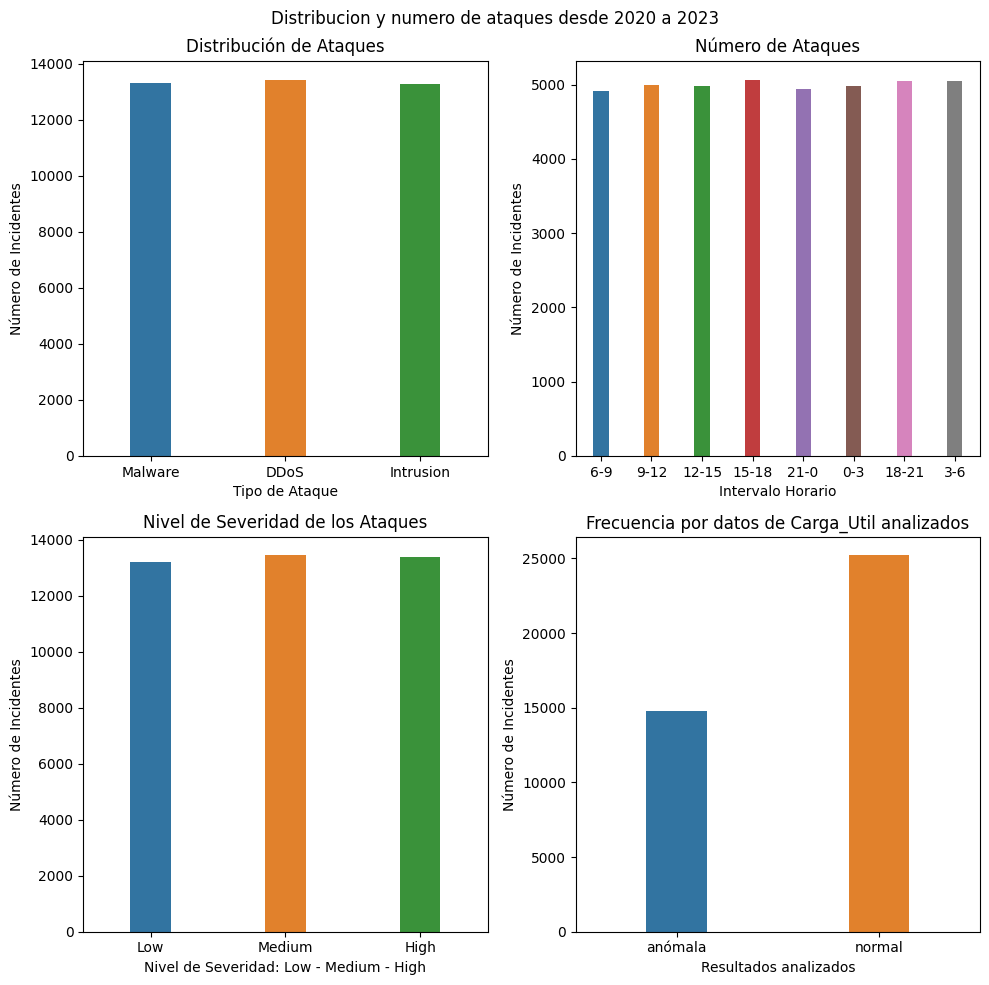 Distribucion y numero de ataques desde 2020 a 2023
Distribución de Ataques
14000
12000
10000
8000
6000
4000
2000
0
Número de Incidentes
Malware DDoS Intrusion
Tipo de Ataque
Número de Ataques
5000
4000
3000
2000
1000
0
Número de Incidentes
6-9 9-12 12-15 15-18 21-0 0-3 18-21 3-6
Intervalo Horario
Nivel de Severidad de los Ataques
14000
12000
10000
8000
6000
4000
2000
0
Número de Incidentes
Low Medium High
Nivel de Severidad: Low - Medium - High
Frecuencia por datos de Carga_Util analizados
25000
20000
15000
10000
5000
0
Número de Incidentes
anómala normal
Resultados analizados